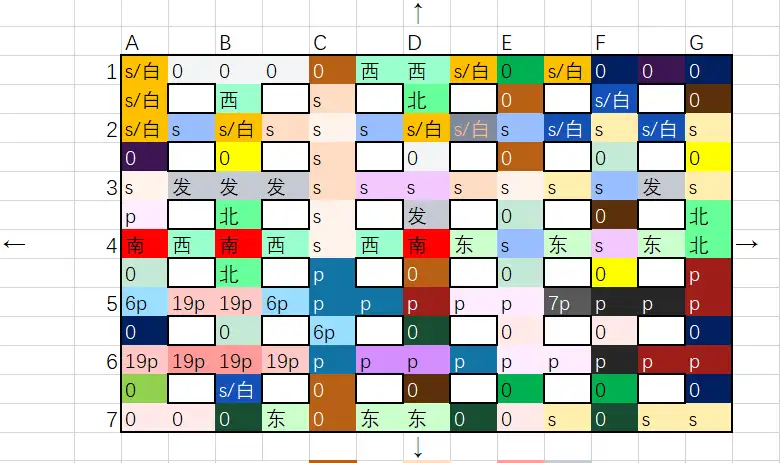 ↑
A B C D E F G
1 s/白 0 0 0 0 西 西 s/白 0 s/白 0 0 0
s/白 西 s 北 0 s/白 0
2 s/白 s s/白 s s s s/白 s/白 s s/白 s s/白 s
0 0 s 0 0 0 0
3 s 发 发 发 s s s s s s s 发 s
p 北 s 发 0 0 北
← 4 南 西 南 西 s 西 南 东 s 东 s 东 北 →
0 北 p 0 0 0 p
5 6p 19p 19p 6p p p p p p 7p p p p
0 0 6p 0 0 0 0
6 19p 19p 19p 19p p p p p p p p p p
0 s/白 0 0 0 0 0
7 0 0 0 东 0 东 东 0 0 s 0 s s
↓